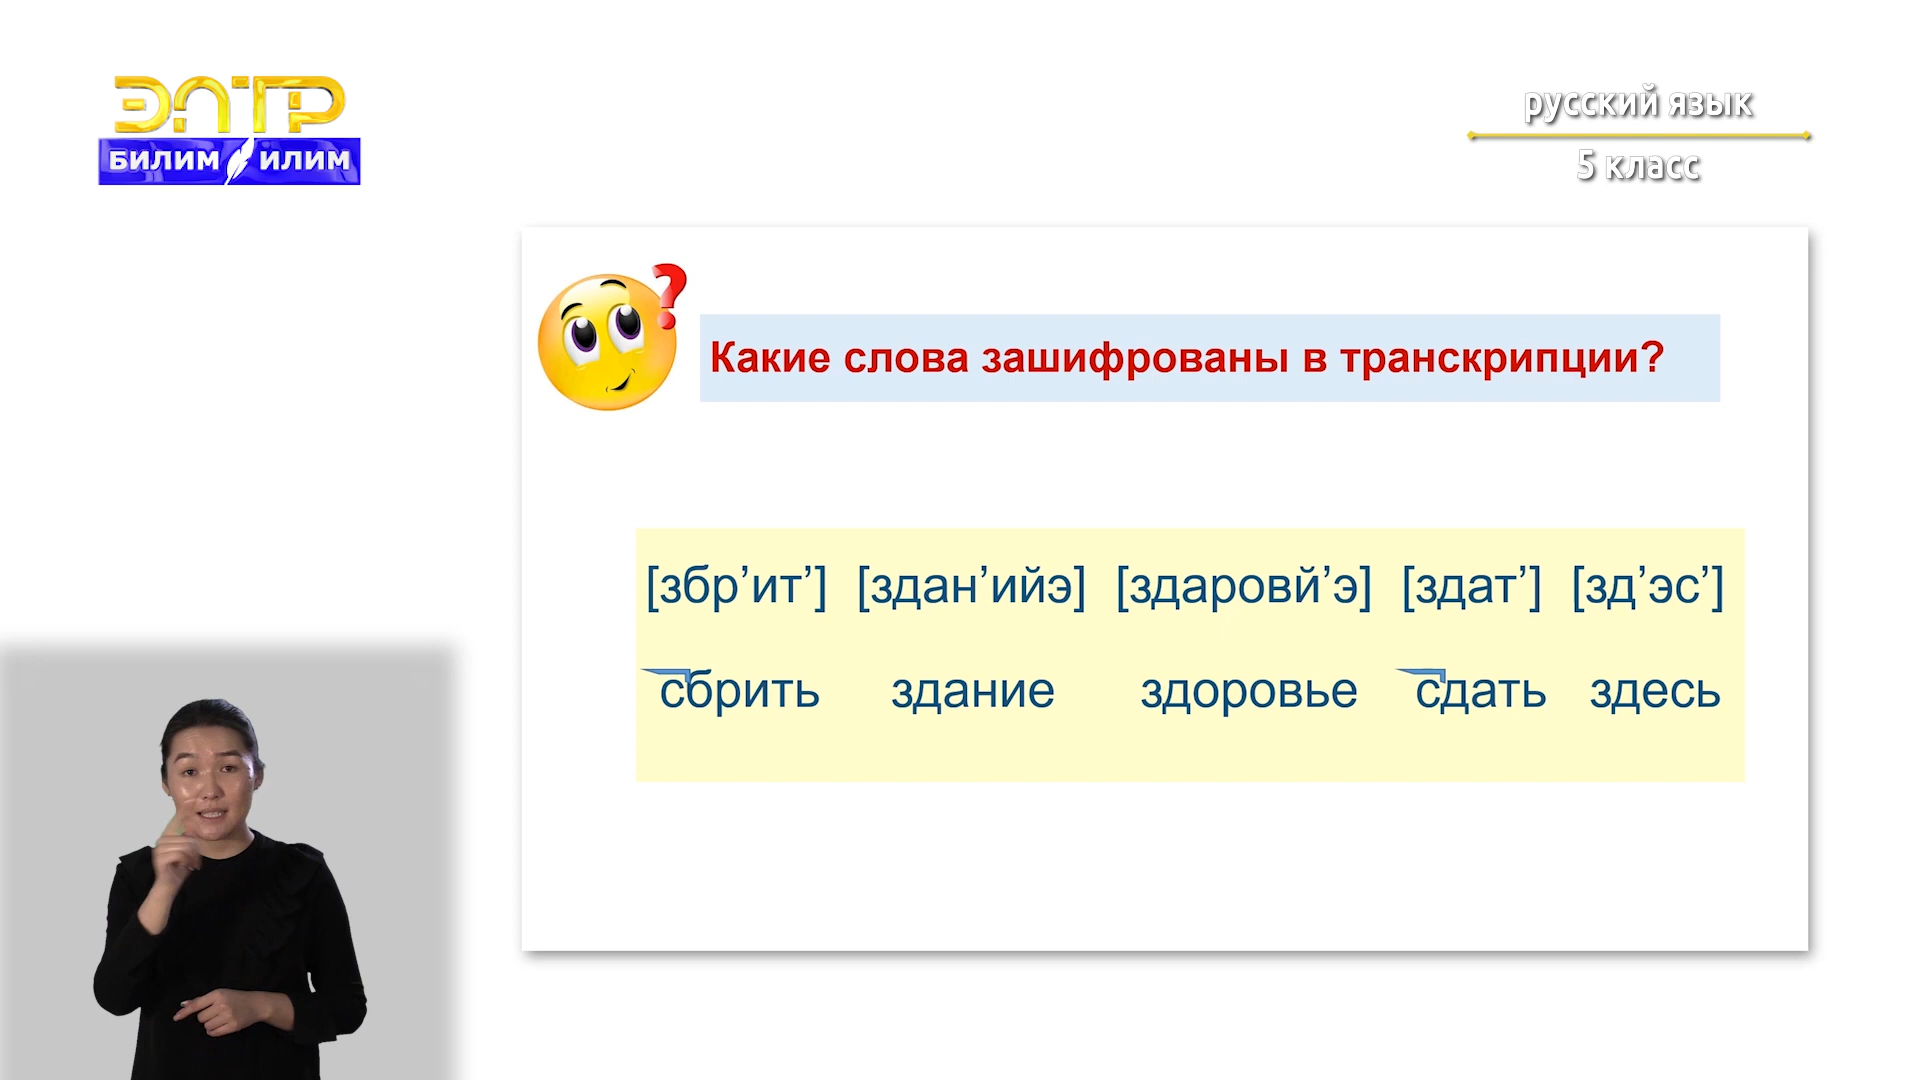 ЭЛТР
БИЛИМ ИЛИМ
русский язык
5 класс
?
Какие слова зашифрованы в транскрипции?
[збр’ит’] [здан’ийэ] [здаровй’э] [здат’] [зд’эс’]
сбрить здание здоровье сдать здесь